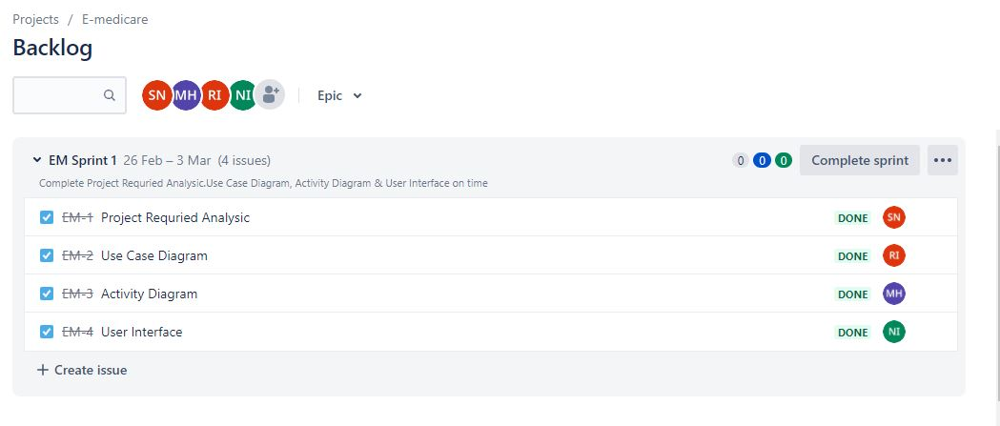 Projects / E-medicare
Backlog
SN MH RI NI Epic
EM Sprint 1 26 Feb – 3 Mar (4 issues) 0 0 0 Complete sprint
Complete Project Requried Analysic.Use Case Diagram, Activity Diagram & User Interface on time
EM-1 Project Requried Analysic DONE SN
EM-2 Use Case Diagram DONE RI
EM-3 Activity Diagram DONE MH
EM-4 User Interface DONE NI
+ Create issue